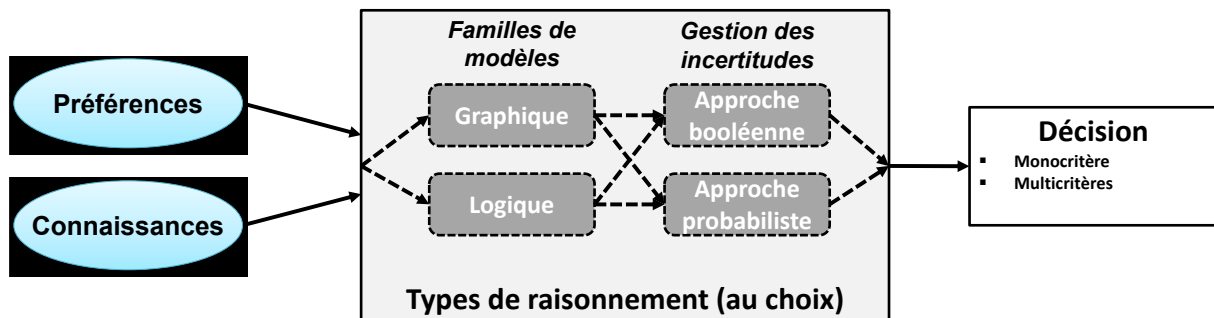 Préférences
Connaissances
Familles de
modèles
Graphique
Logique
Gestion des
incertitudes
Approche
booléenne
Approche
probabiliste
Types de raisonnement (au choix)
Décision
▪ Monocritère
▪ Multicritères